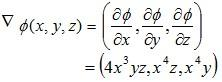 ∇ ϕ(x, y, z) = (∂ϕ/∂x, ∂ϕ/∂y, ∂ϕ/∂z)
= (4x³yz, x⁴z, x⁴y)